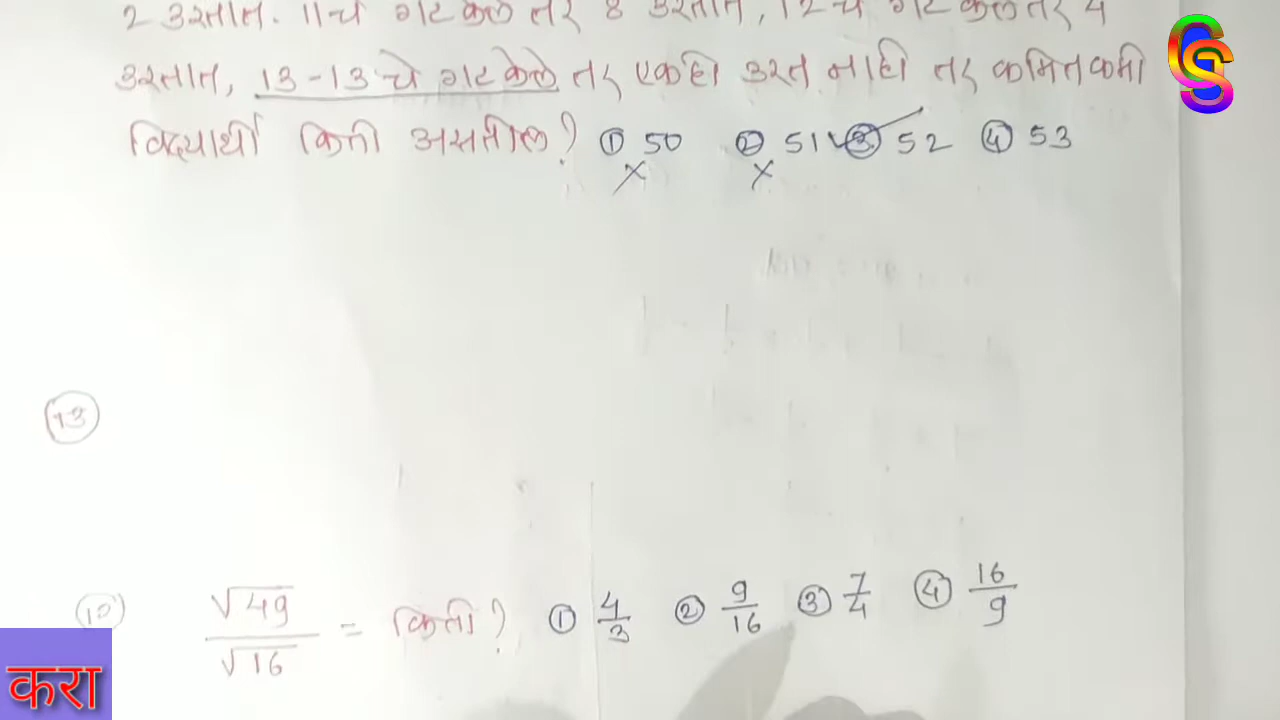 2 उरतात. 11चे गट केले तर 8 उरतात, 12चे गट केले तर 4
उरतात, 13-13 चे गट केले तर एकही उरत नाही तर कमितकमी
विद्यार्थी किती असतील? ① 50 ② 51 ③ 52 ④ 53
13
12 √49/√16 = किती? ① 4/3 ② 9/16 ③ 7/4 ④ 16/9
करा